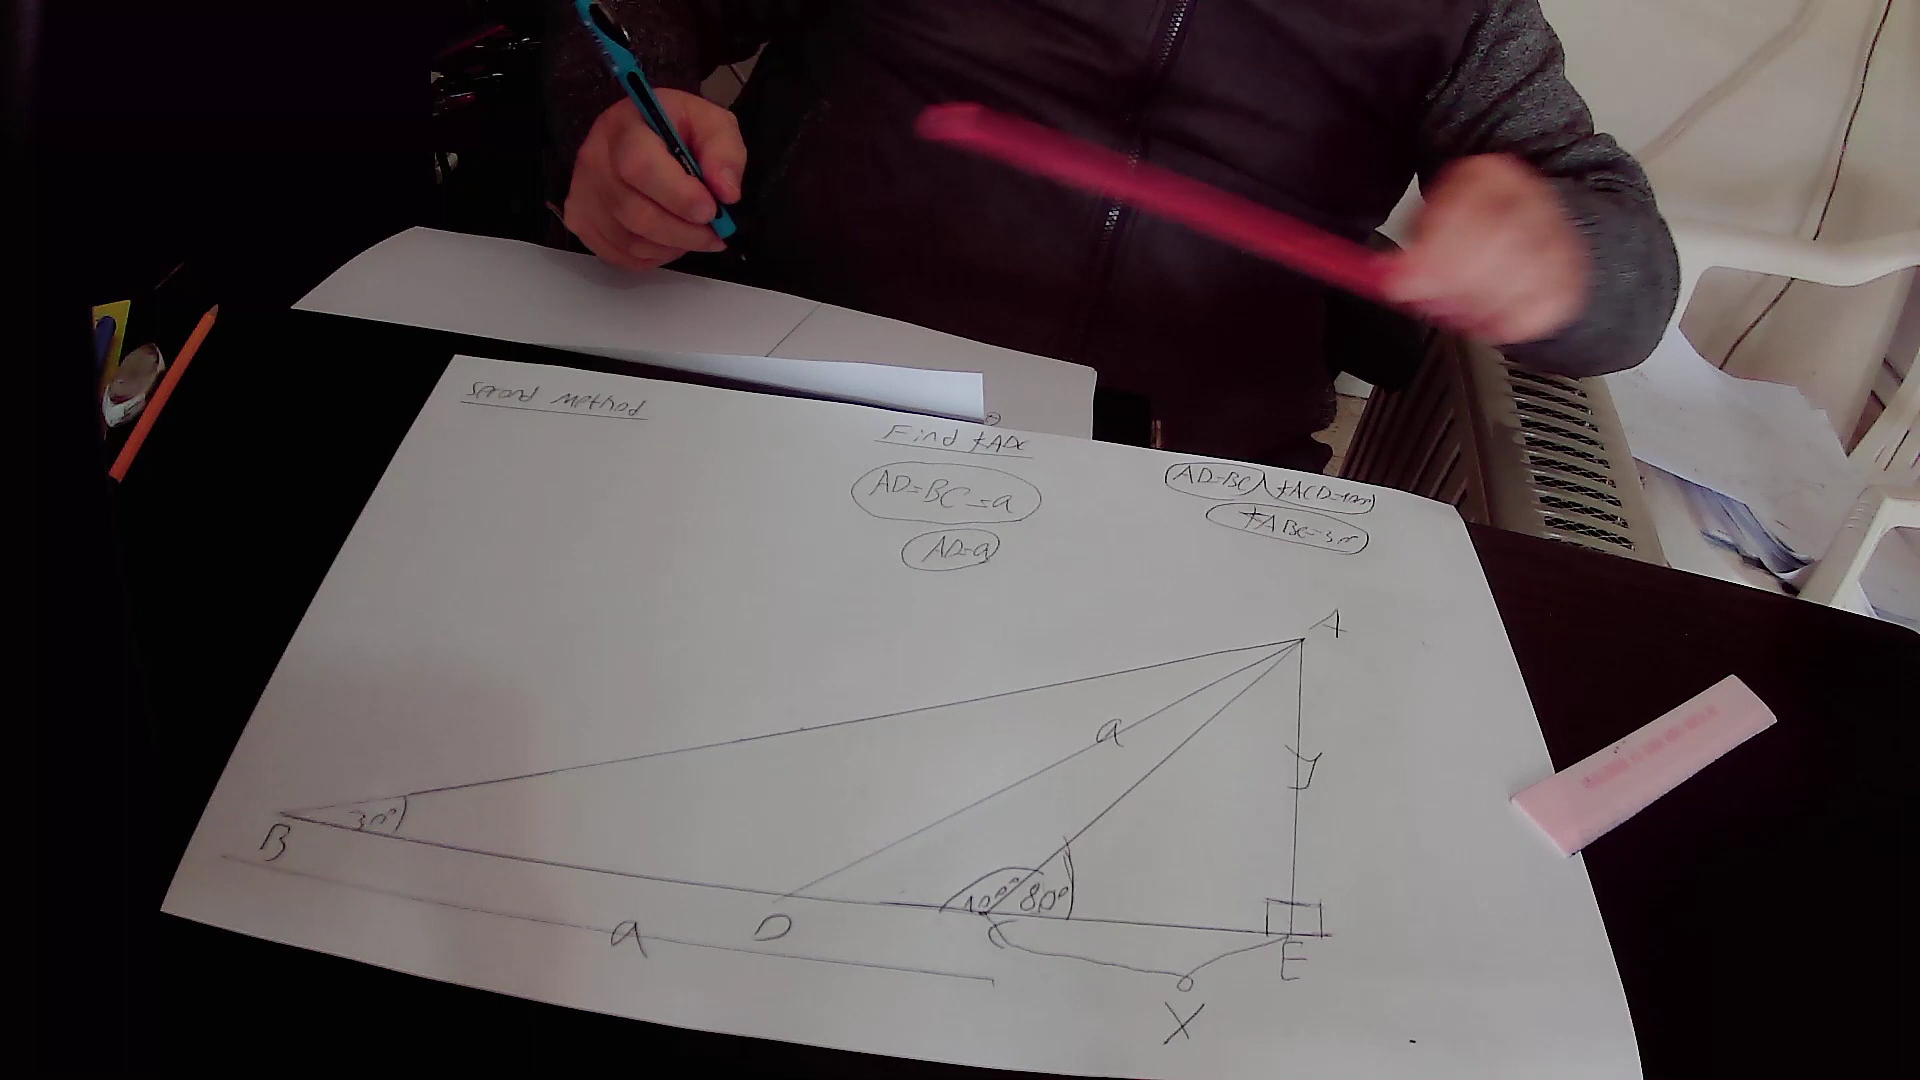 Second Method
Find ∡ADC
AD=BC=a
AD=a
AD=BC ∡ACD=100
∡ABC=30
A
a
y
30°
B
100°
80°
D
C
a
E
X